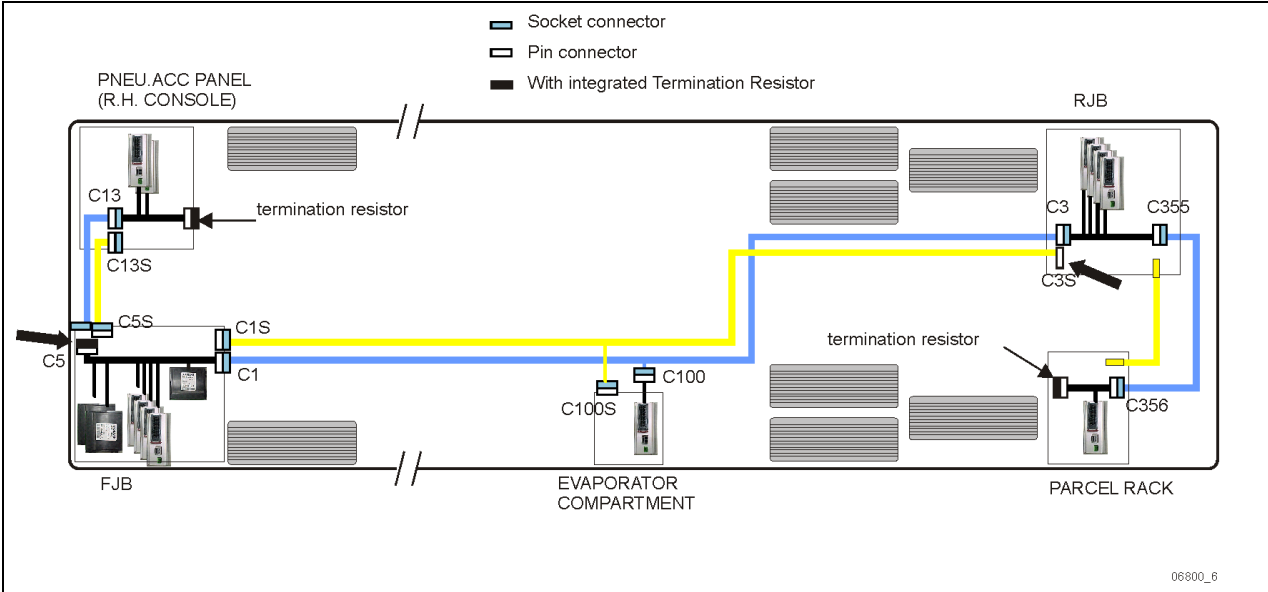 Socket connector
Pin connector
With integrated Termination Resistor
PNEU.ACC PANEL
(R.H. CONSOLE)
RJB
C13
termination resistor
C3
C355
C13S
C3S
C5S
C1S
C5
C1
termination resistor
C100
C100S
C356
FJB
EVAPORATOR
COMPARTMENT
PARCEL RACK
06800_6